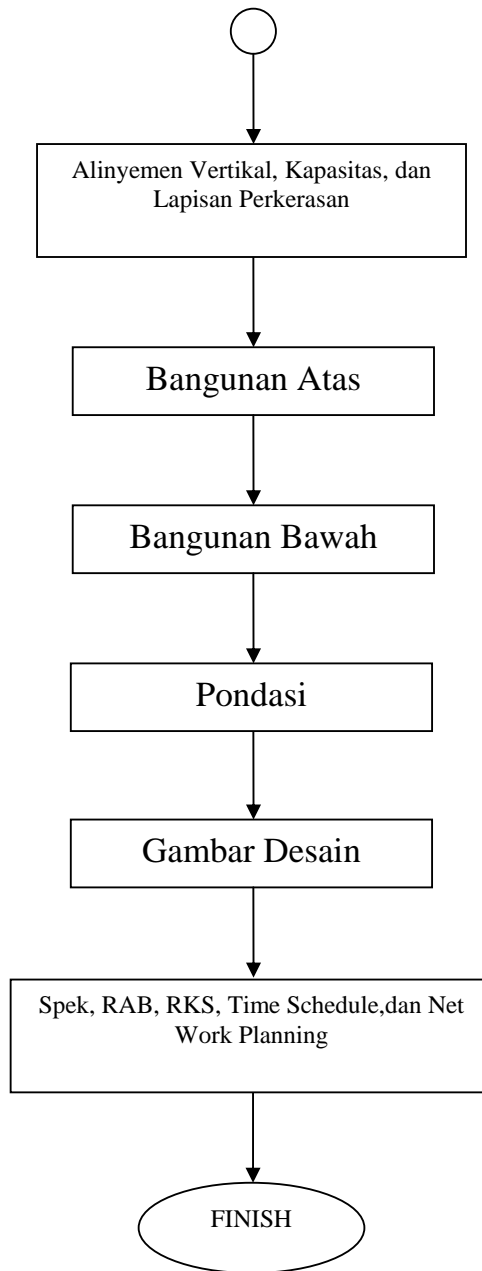 Alinyemen Vertikal, Kapasitas, dan
Lapisan Perkerasan
Bangunan Atas
Bangunan Bawah
Pondasi
Gambar Desain
Spek, RAB, RKS, Time Schedule,dan Net
Work Planning
FINISH